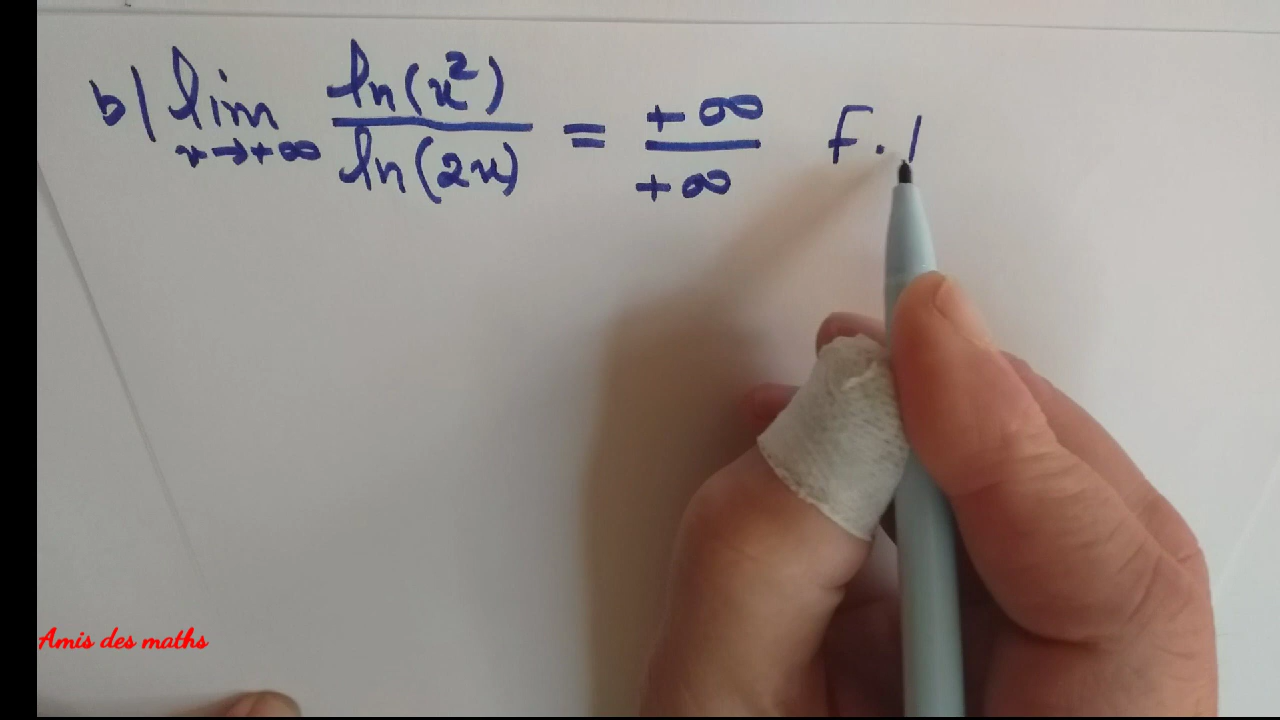 b) lim x→+∞ ln(x²)/ln(2x) = +∞/+∞ F.I
Amis des maths